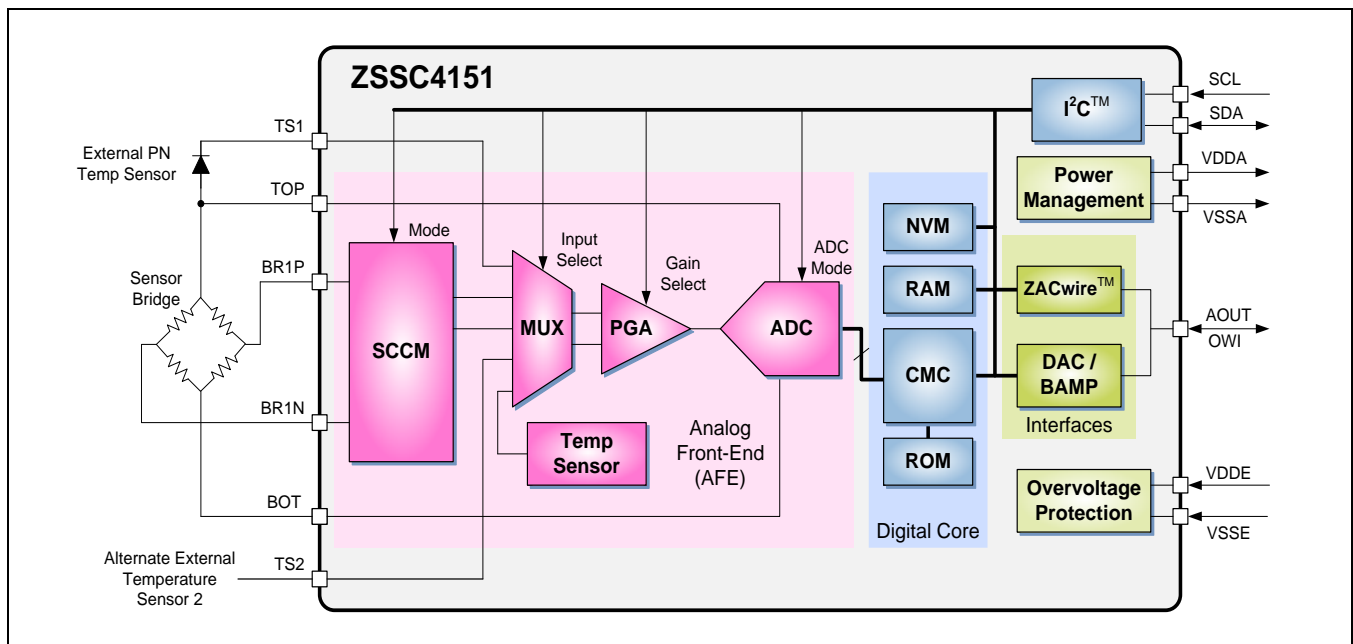 ZSSC4151
SCL
I²C™
SDA
TS1
External PN
Temp Sensor
Power
Management
VDDA
VSSA
TOP
Mode
Input
Select
Gain
Select
ADC
Mode
NVM
BR1P
Sensor
Bridge
SCCM
MUX
PGA
ADC
RAM
ZACwire™
AOUT
OWI
CMC
DAC /
BAMP
Interfaces
BR1N
Temp
Sensor
Analog
Front-End
(AFE)
ROM
Overvoltage
Protection
VDDE
VSSE
BOT
Digital Core
Alternate External
Temperature
Sensor 2
TS2